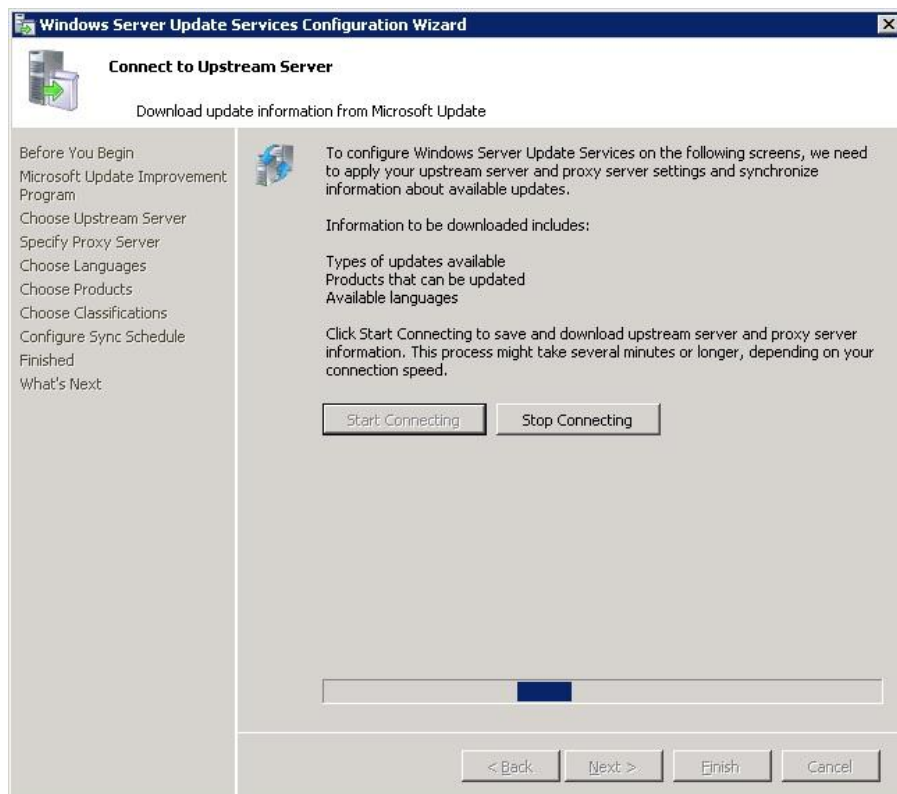 Windows Server Update Services Configuration Wizard
Connect to Upstream Server
Download update information from Microsoft Update
Before You Begin
Microsoft Update Improvement
Program
Choose Upstream Server
Specify Proxy Server
Choose Languages
Choose Products
Choose Classifications
Configure Sync Schedule
Finished
What's Next
To configure Windows Server Update Services on the following screens, we need
to apply your upstream server and proxy server settings and synchronize
information about available updates.
Information to be downloaded includes:
Types of updates available
Products that can be updated
Available languages
Click Start Connecting to save and download upstream server and proxy server
information. This process might take several minutes or longer, depending on your
connection speed.
Start Connecting
Stop Connecting
< Back
Next >
Finish
Cancel